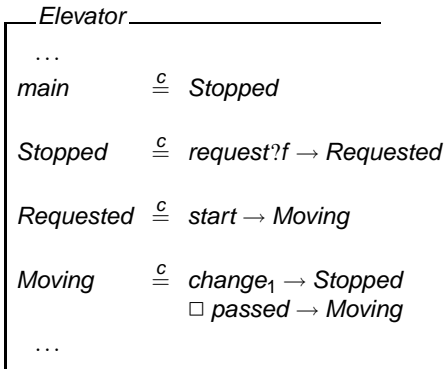 Elevator
...
main c= Stopped
Stopped c= request?f → Requested
Requested c= start → Moving
Moving c= change₁ → Stopped
□ passed → Moving
...